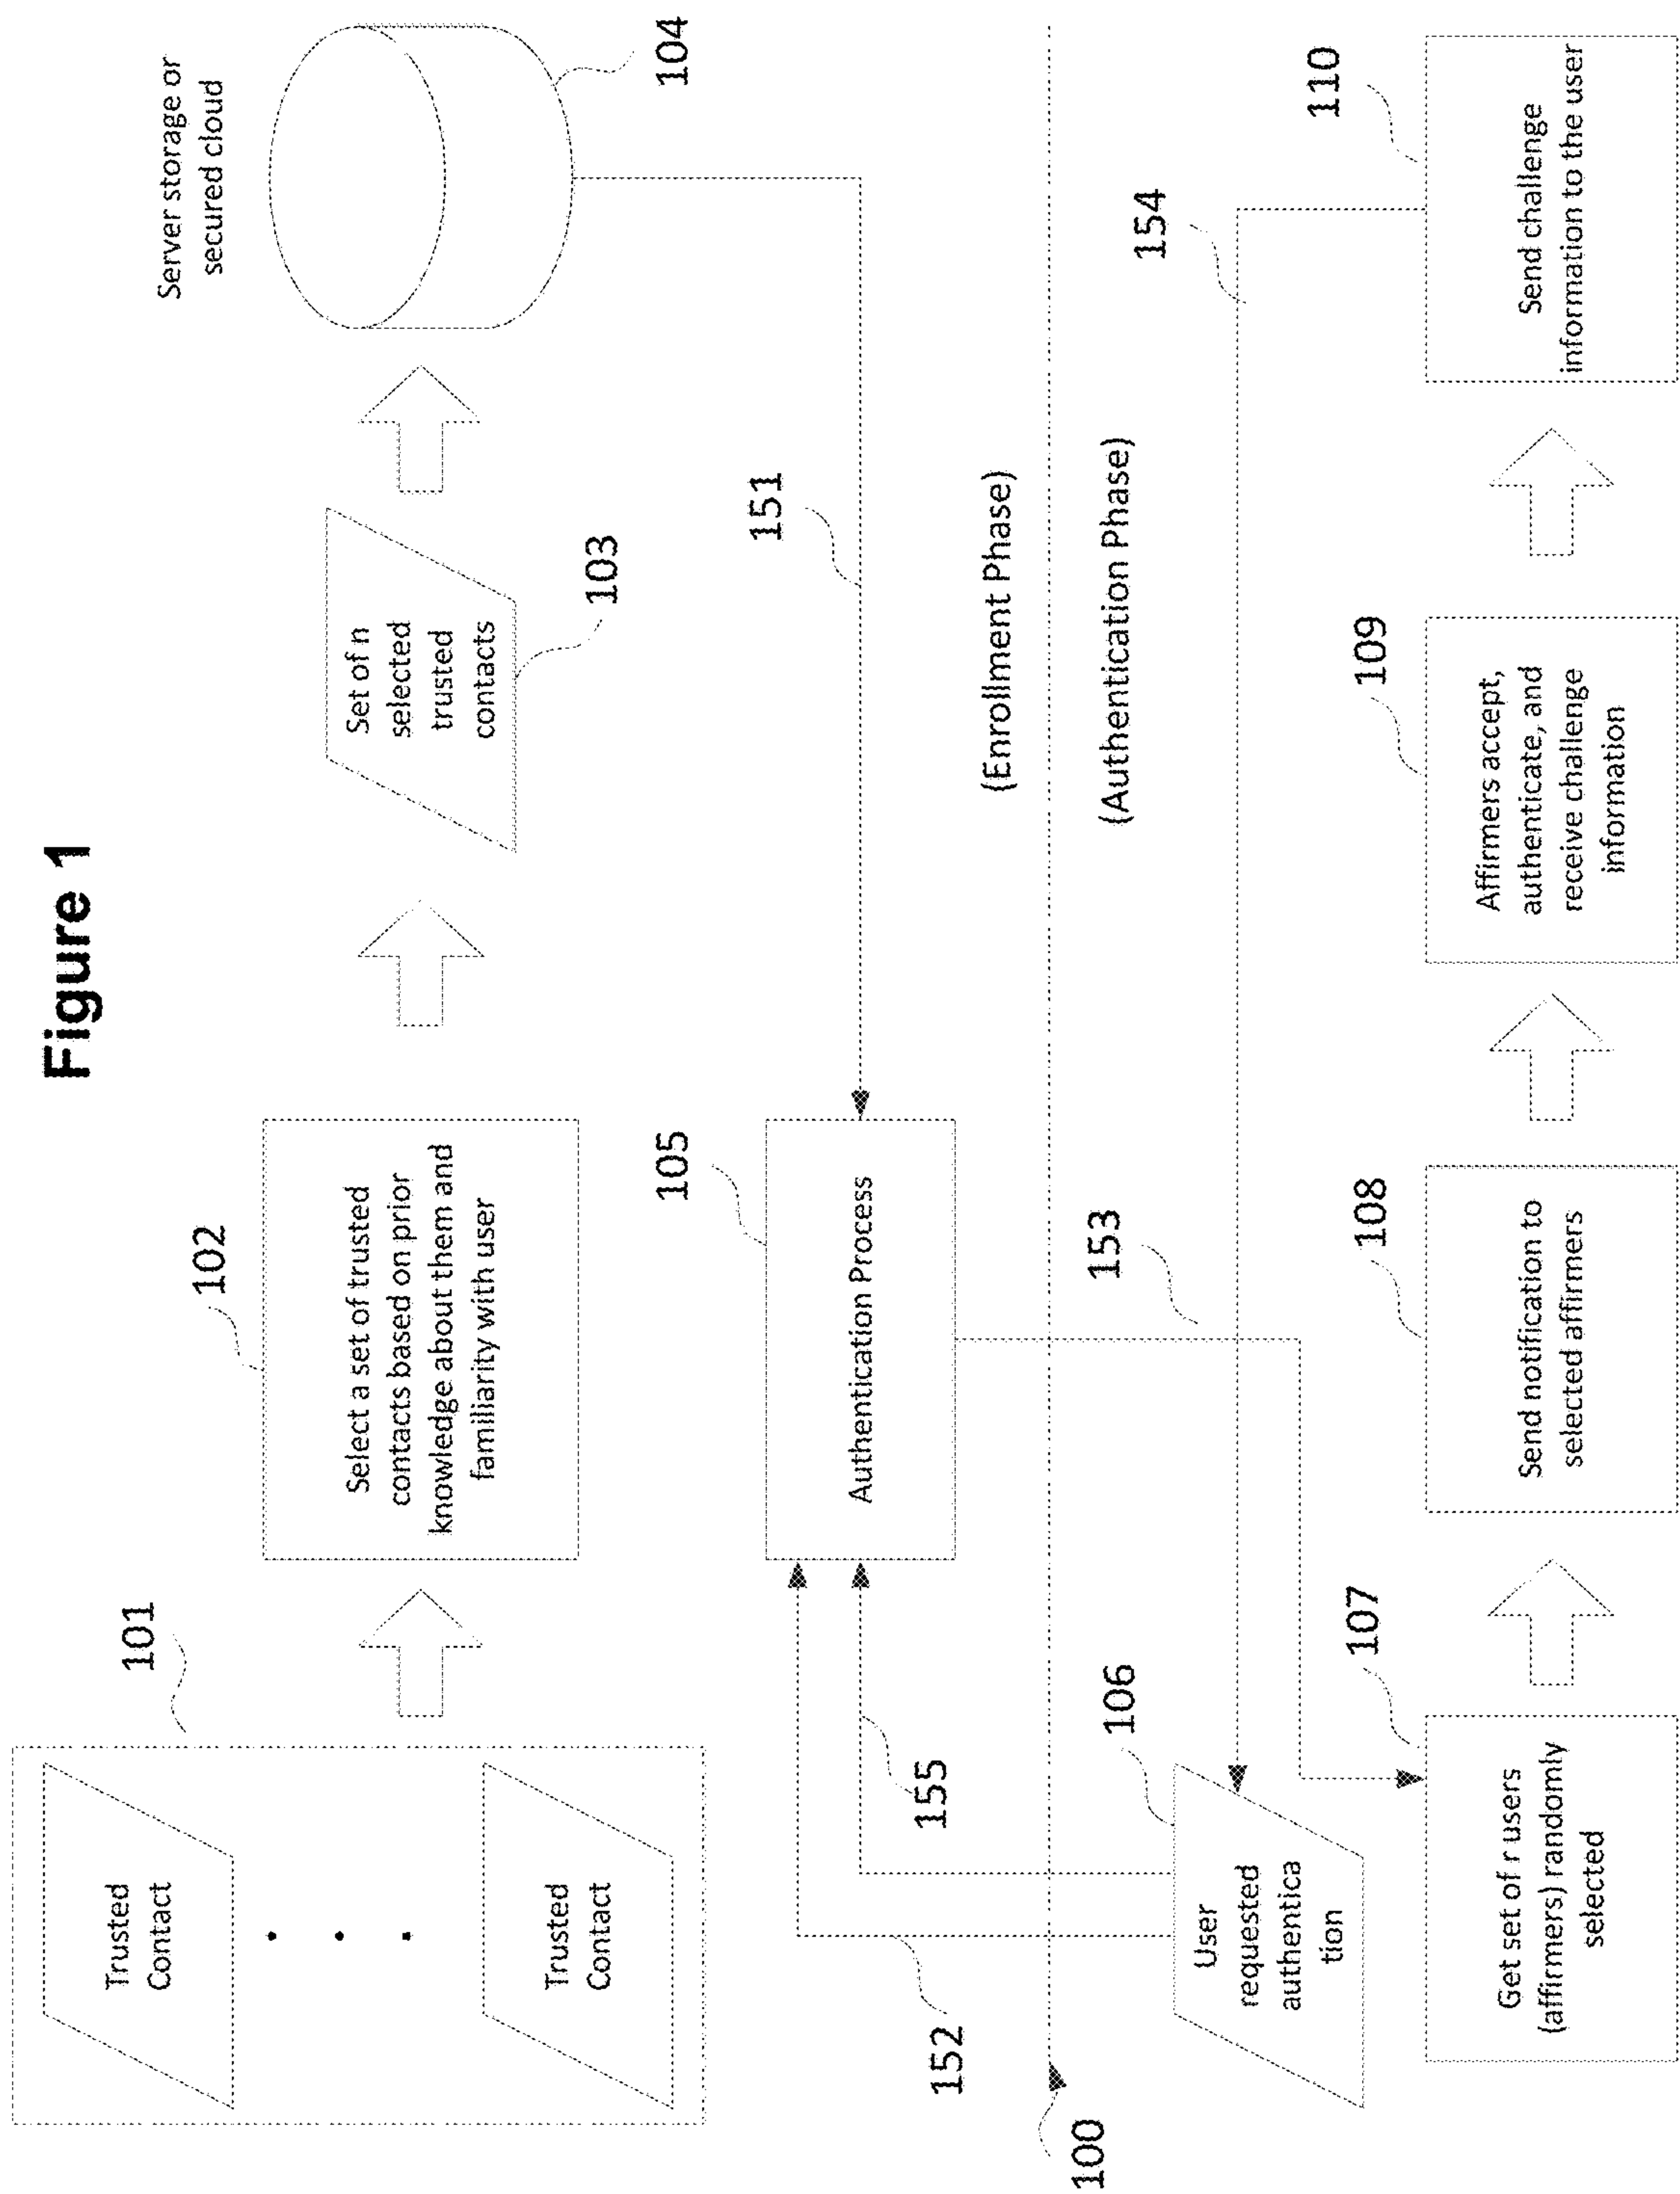 Figure 1
101
Trusted
Contact
Trusted
Contact
102
Select a set of trusted
contacts based on prior
knowledge about them and
familiarity with user
Set of n
selected
trusted
contacts
103
Server storage or
secured cloud
104
105
Authentication Process
151
152
155
153
(Enrollment Phase)
100
(Authentication Phase)
154
106
User
requested
authentica
tion
107
Get set of r users
(affirmers) randomly
selected
108
Send notification to
selected affirmers
109
Affirmers accept,
authenticate, and
receive challenge
information
110
Send challenge
information to the user